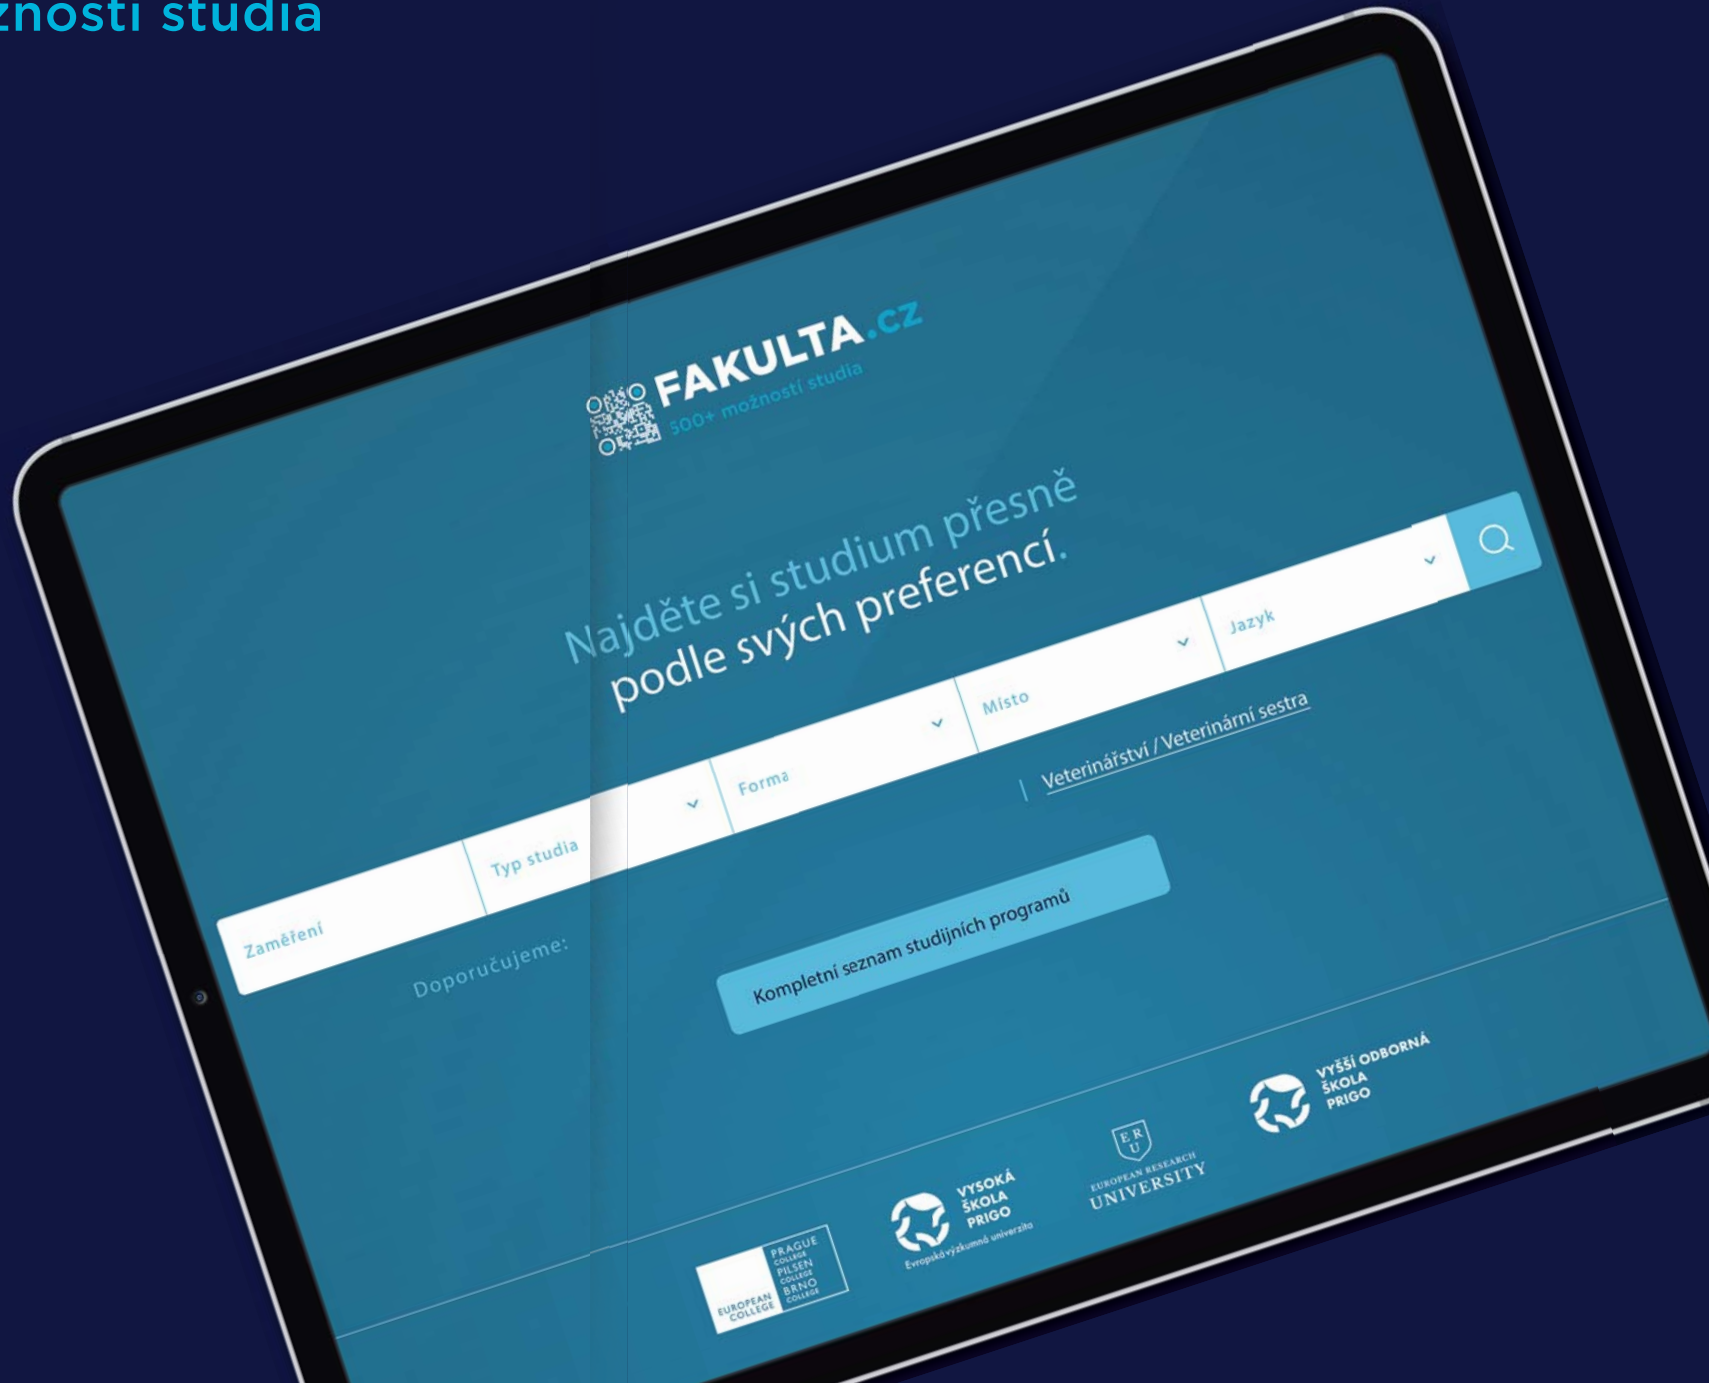 znosti studia
FAKULTA.cz
500+ možností studia
Najděte si studium přesně
podle svých preferencí.
Zaměření
Typ studia
Forma
Místo
Jazyk
Doporučujeme:
| Veterinářství / Veterinární sestra
Kompletní seznam studijních programů
EUROPEAN
COLLEGE
PRAGUE
COLLEGE
PILSEN
COLLEGE
BRNO
COLLEGE
VYSOKÁ
ŠKOLA
PRIGO
Evropská výzkumná univerzita
E R
U
EUROPEAN RESEARCH
UNIVERSITY
VYŠŠÍ ODBORNÁ
ŠKOLA
PRIGO